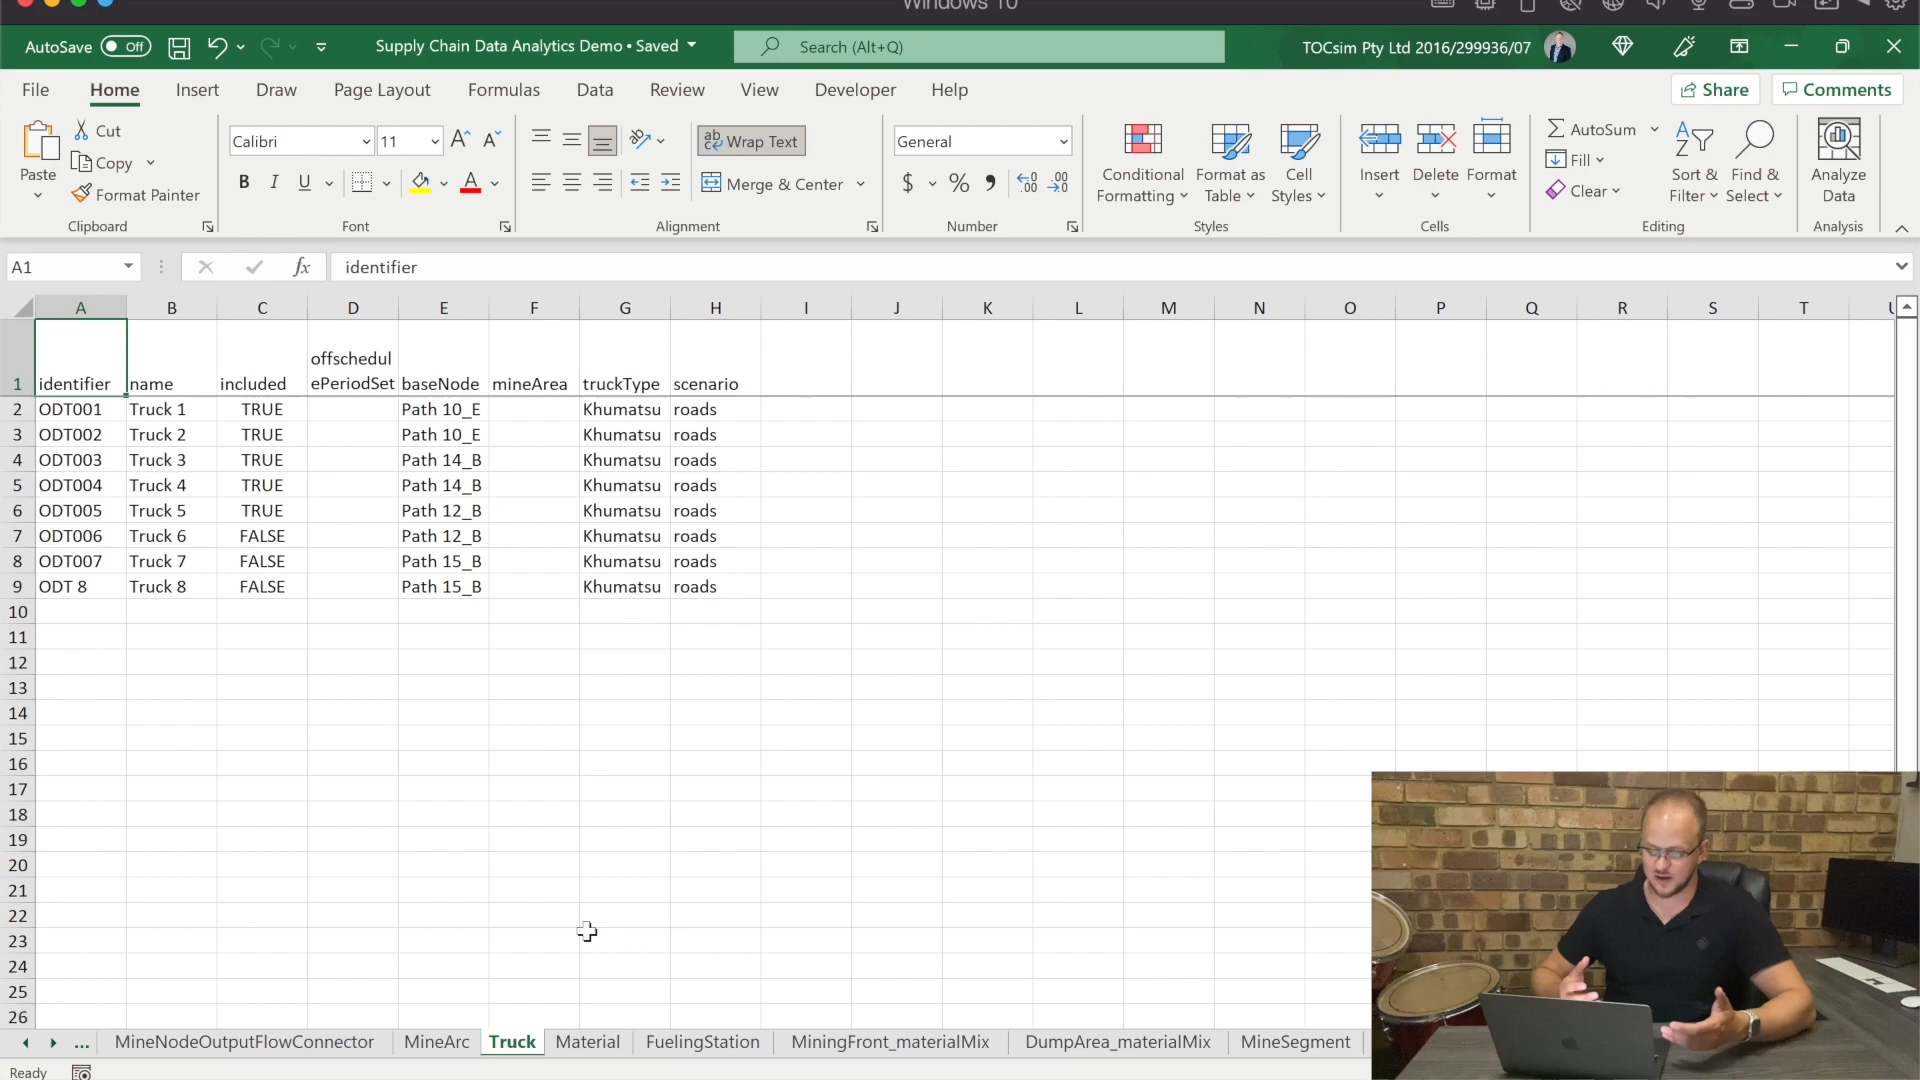 Windows 10
AutoSave Off
Supply Chain Data Analytics Demo • Saved
Search (Alt+Q)
TOCsim Pty Ltd 2016/299936/07
File Home Insert Draw Page Layout Formulas Data Review View Developer Help
Share Comments
Paste
Cut
Copy
Format Painter
Clipboard
Calibri 11
B I U
Font
Wrap Text
Merge & Center
Alignment
General
$ % 
Number
Conditional Formatting
Format as Table
Cell Styles
Styles
Insert Delete Format
Cells
AutoSum
Fill
Clear
Sort & Filter
Find & Select
Editing
Analyze Data
Analysis
A1 fx identifier
A B C D E F G H I J K L M N O P Q R S T
1 identifier name included offschedulePeriodSet baseNode mineArea truckType scenario
2 ODT001 Truck 1 TRUE Path 10_E Khumatsu roads
3 ODT002 Truck 2 TRUE Path 10_E Khumatsu roads
4 ODT003 Truck 3 TRUE Path 14_B Khumatsu roads
5 ODT004 Truck 4 TRUE Path 14_B Khumatsu roads
6 ODT005 Truck 5 TRUE Path 12_B Khumatsu roads
7 ODT006 Truck 6 FALSE Path 12_B Khumatsu roads
8 ODT007 Truck 7 FALSE Path 15_B Khumatsu roads
9 ODT 8 Truck 8 FALSE Path 15_B Khumatsu roads
10
11
12
13
14
15
16
17
18
19
20
21
22
23
24
25
26
... MineNodeOutputFlowConnector MineArc Truck Material FuelingStation MiningFront_materialMix DumpArea_materialMix MineSegment
Ready